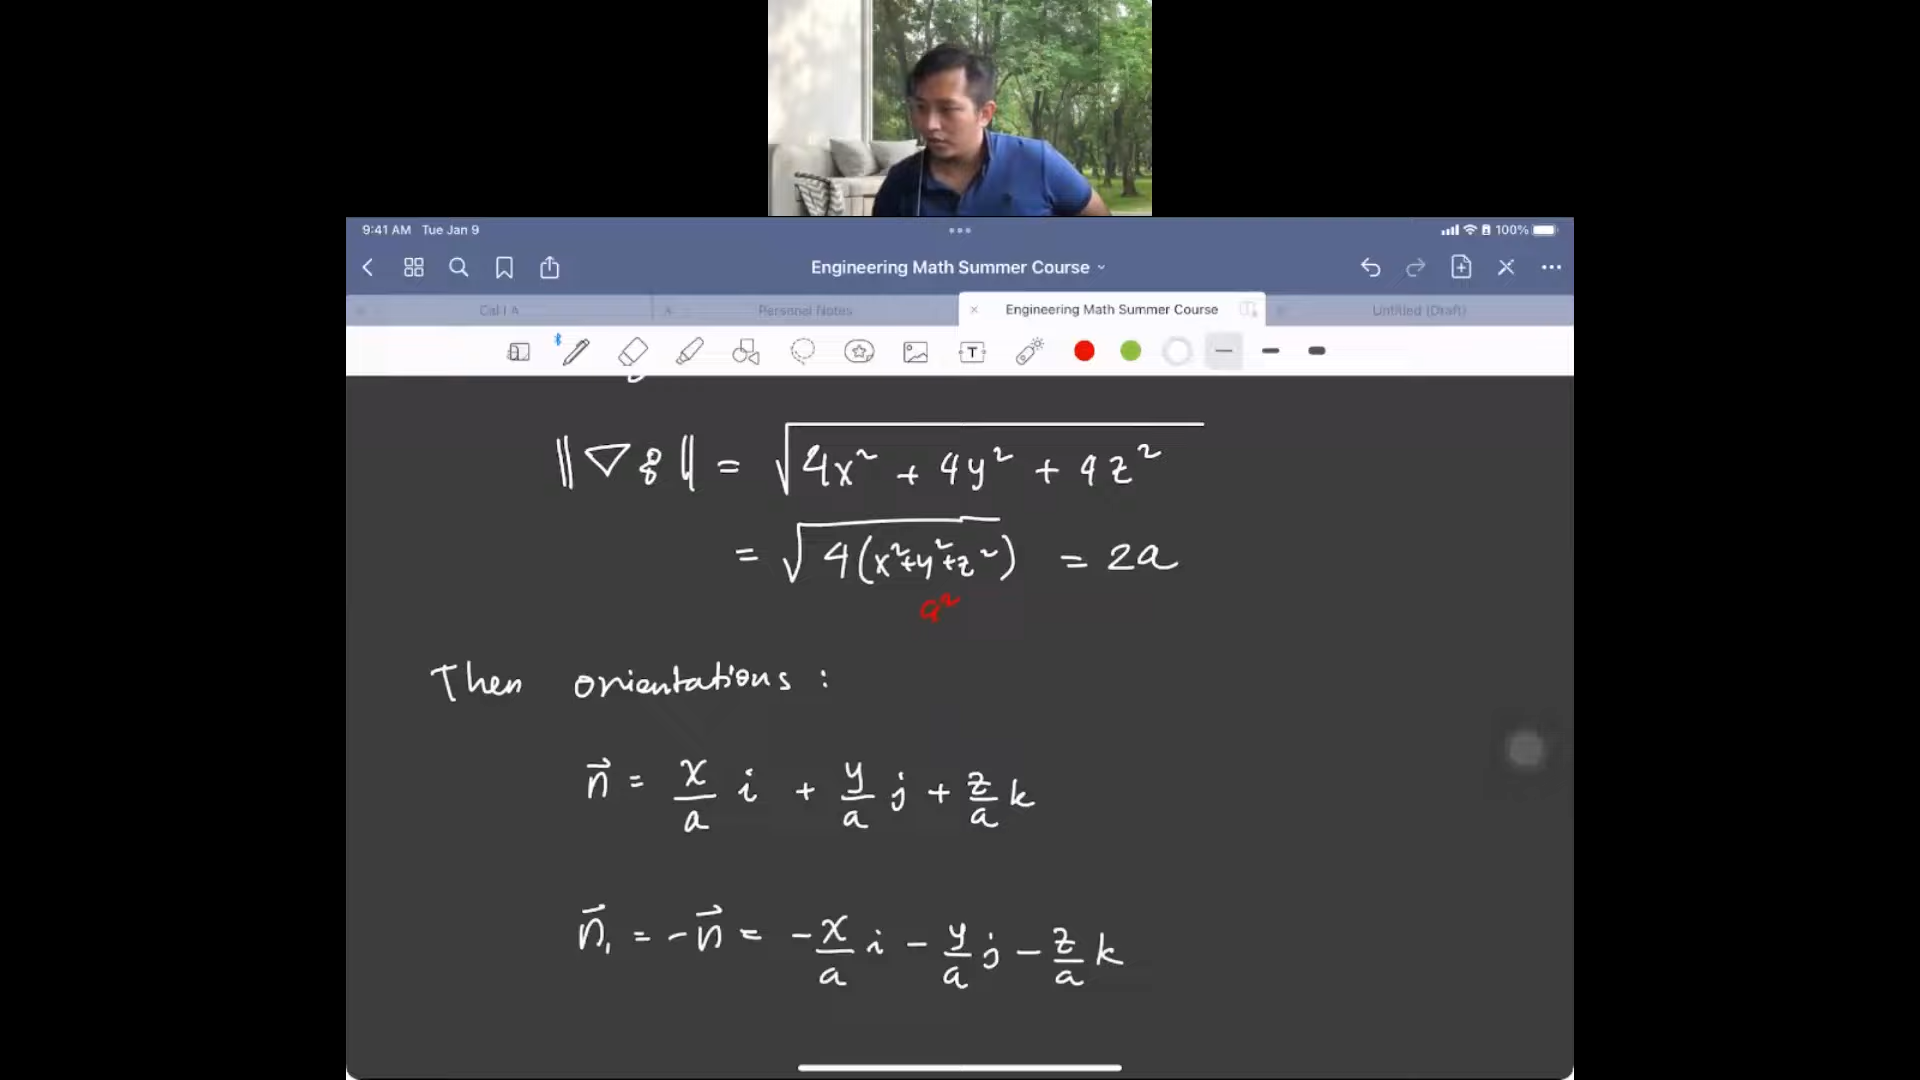 9:41 AM Tue Jan 9
100%
Engineering Math Summer Course
Cal I A
Personal Notes
Engineering Math Summer Course
Untitled (Draft)
T
‖∇g‖ = √(4x² + 4y² + 4z²)
= √(4(x²+y²+z²)) = 2a
a²
Then orientations :
n⃗ = x/a i + y/a j + z/a k
n⃗₁ = -n⃗ = -x/a i - y/a j - z/a k